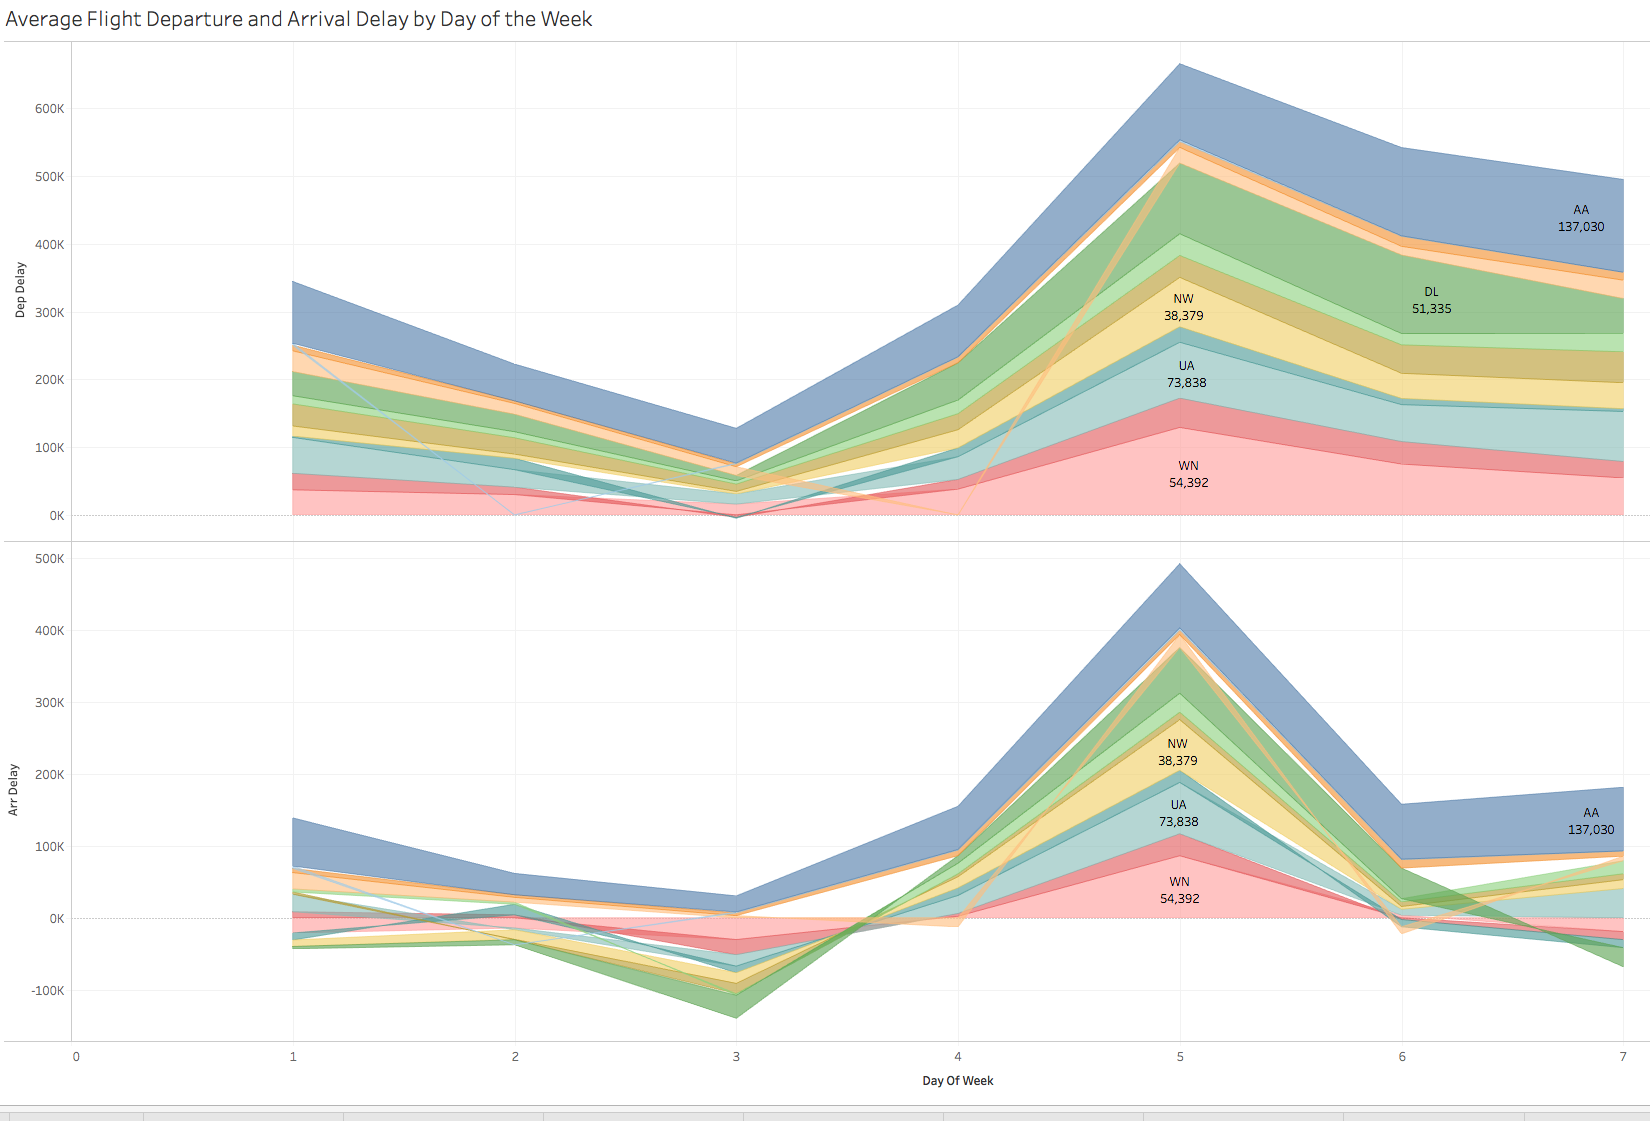 Average Flight Departure and Arrival Delay by Day of the Week
600K
500K
400K
300K
200K
100K
0K
Dep Delay
AA
137,030
DL
51,335
NW
38,379
UA
73,838
WN
54,392
500K
400K
300K
200K
100K
0K
-100K
Arr Delay
NW
38,379
UA
73,838
AA
137,030
WN
54,392
0 1 2 3 4 5 6 7
Day Of Week